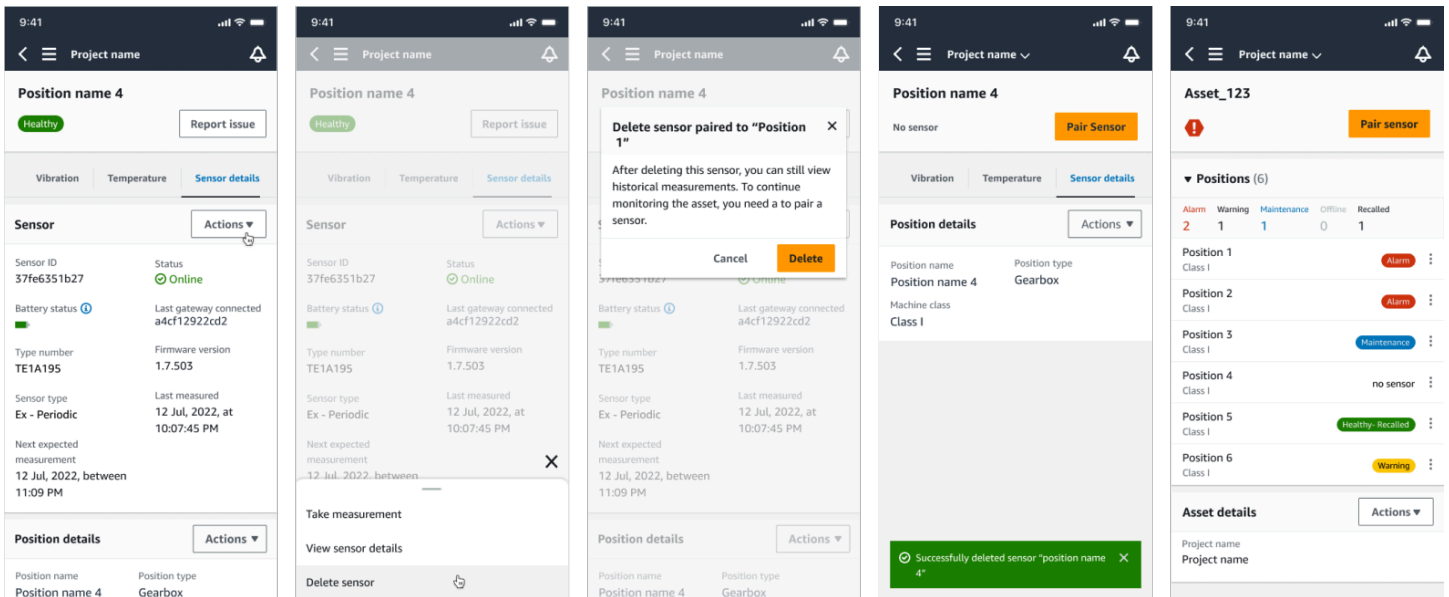 9:41
Project name
Position name 4
Healthy
Report issue
Vibration
Temperature
Sensor details
Sensor
Actions
Sensor ID
37fe6351b27
Status
Online
Battery status
Last gateway connected
a4cf12922cd2
Type number
TE1A195
Firmware version
1.7.503
Sensor type
Ex - Periodic
Last measured
12 Jul, 2022, at
10:07:45 PM
Next expected
measurement
12 Jul, 2022, between
11:09 PM
Position details
Actions
Position name
Position name 4
Position type
Gearbox
9:41
Project name
Position name 4
Healthy
Report issue
Vibration
Temperature
Sensor details
Sensor
Actions
Sensor ID
37fe6351b27
Status
Online
Battery status
Last gateway connected
a4cf12922cd2
Type number
TE1A195
Firmware version
1.7.503
Sensor type
Ex - Periodic
Last measured
12 Jul, 2022, at
10:07:45 PM
Next expected
measurement
12 Jul, 2022, between
Take measurement
View sensor details
Delete sensor
9:41
Project name
Position name 4
Delete sensor paired to “Position
1”
After deleting this sensor, you can still view
historical measurements. To continue
monitoring the asset, you need a to pair a
sensor.
Cancel
Delete
37fe6351b27
Online
Battery status
Last gateway connected
a4cf12922cd2
Type number
TE1A195
Firmware version
1.7.503
Sensor type
Ex - Periodic
Last measured
12 Jul, 2022, at
10:07:45 PM
Next expected
measurement
12 Jul, 2022, between
11:09 PM
Position details
Actions
Position name
Position name 4
Position type
Gearbox
9:41
Project name
Position name 4
No sensor
Pair Sensor
Vibration
Temperature
Sensor details
Position details
Actions
Position name
Position name 4
Position type
Gearbox
Machine class
Class I
Successfully deleted sensor “position name
4”
9:41
Project name
Asset_123
Pair sensor
Positions (6)
Alarm Warning Maintenance Offline Recalled
2 1 1 0 1
Position 1
Class I
Alarm
Position 2
Class I
Alarm
Position 3
Class I
Maintenance
Position 4
Class I
no sensor
Position 5
Class I
Healthy- Recalled
Position 6
Class I
Warning
Asset details
Actions
Project name
Project name